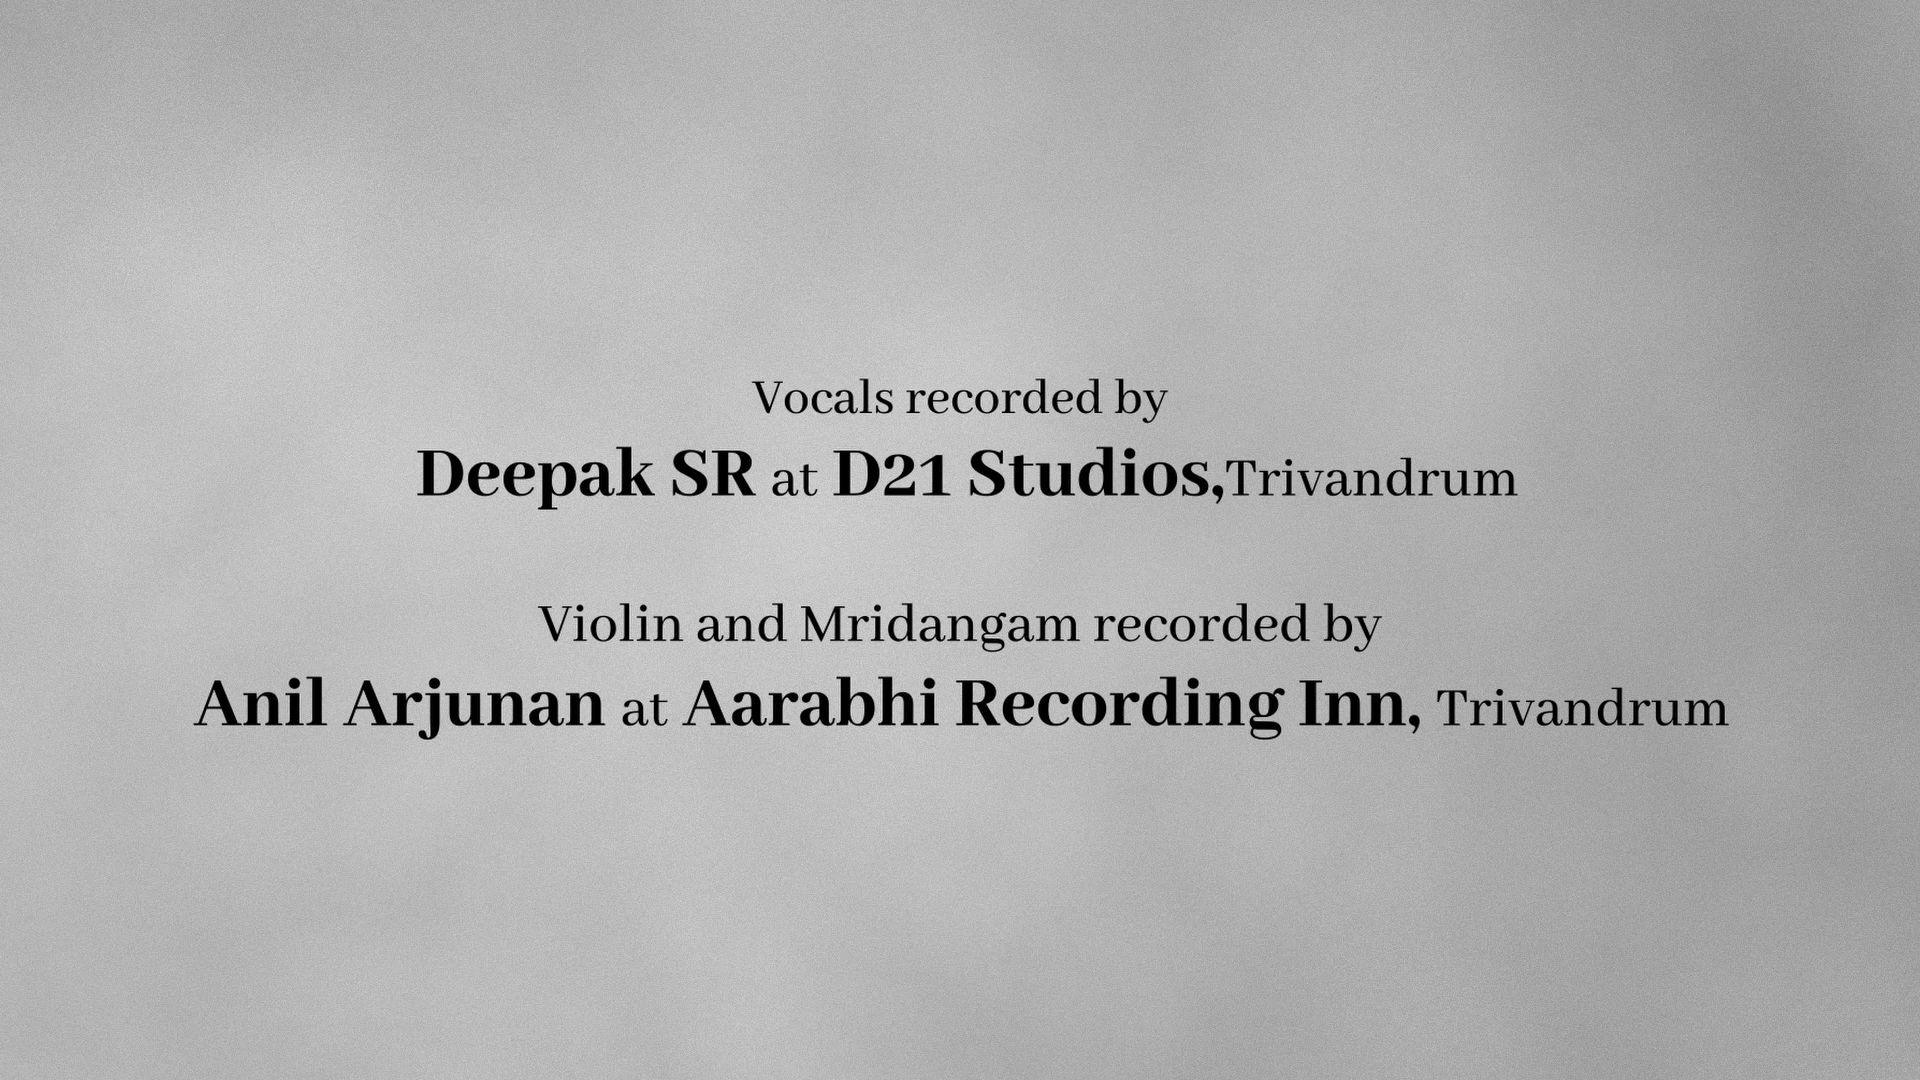 Vocals recorded by
Deepak SR at D21 Studios,Trivandrum
Violin and Mridangam recorded by
Anil Arjunan at Aarabhi Recording Inn, Trivandrum